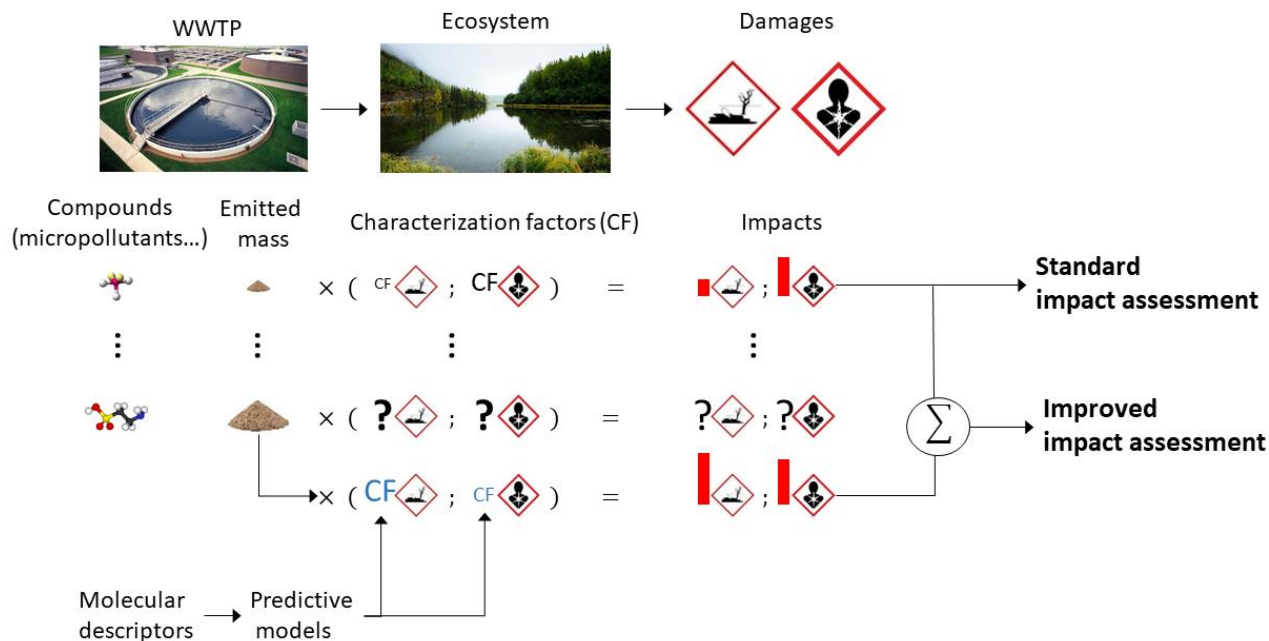 WWTP
Ecosystem
Damages
Compounds
(micropollutants...)
Emitted
mass
Characterization factors (CF)
Impacts
× ( CF ; CF ) = ;
Standard
impact assessment
⋮ ⋮ ⋮ ⋮
× ( ? ; ? ) = ? ; ?
∑
Improved
impact assessment
× ( CF ; CF ) = ;
Molecular
descriptors
Predictive
models